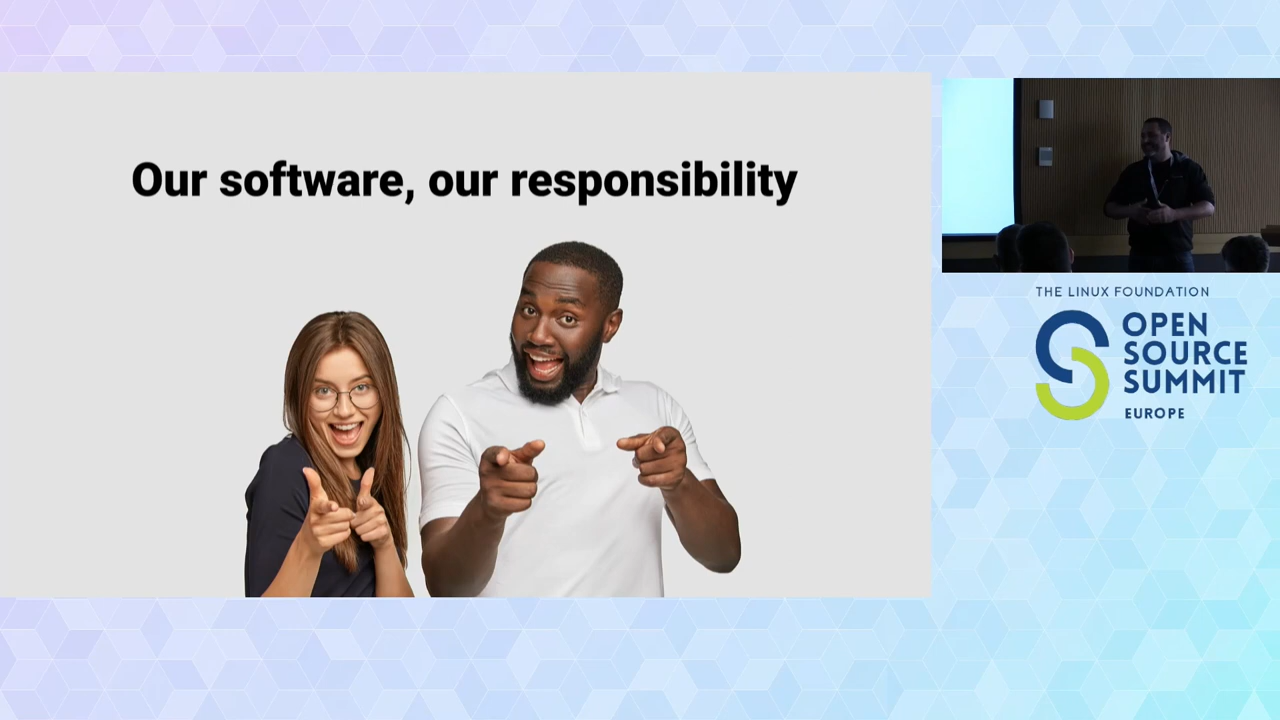 Our software, our responsibility
THE LINUX FOUNDATION
OPEN
SOURCE
SUMMIT
EUROPE